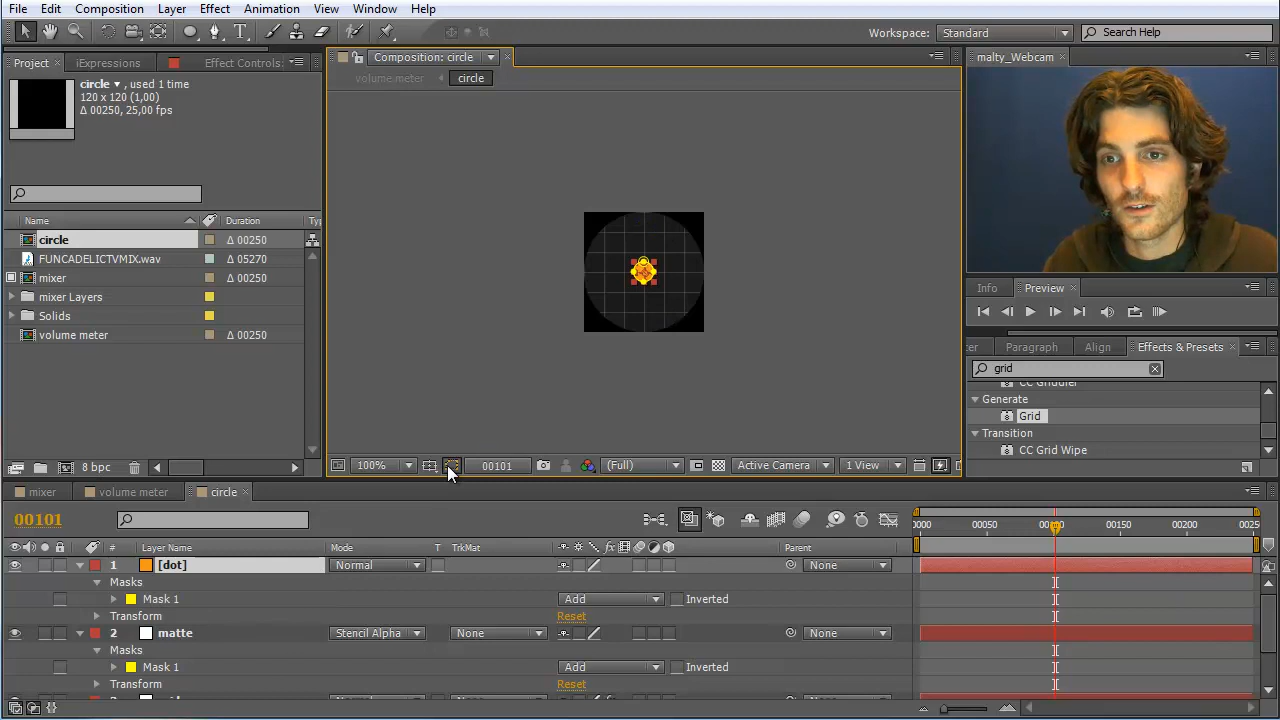 File Edit Composition Layer Effect Animation View Window Help
Workspace: Standard Search Help
Project iExpressions Effect Controls:
circle , used 1 time
120 x 120 (1,00)
Δ 00250, 25,00 fps
Name Duration Ty
circle Δ 00250
FUNCADELICTVMIX.wav Δ 05270
mixer Δ 00250
mixer Layers
Solids
volume meter Δ 00250
8 bpc
Composition: circle
volume meter circle
100% 00101 (Full) Active Camera 1 View
malty_Webcam
Info Preview
ter Paragraph Align Effects & Presets
grid
CC Griddler
Generate
Grid
Transition
CC Grid Wipe
mixer volume meter circle
00101
0000 00050 00100 00150 00200 0025
# Layer Name Mode T TrkMat fx Parent
1 [dot] Normal None
Masks
Mask 1 Add Inverted
Transform Reset
2 matte Stencil Alpha None None
Masks
Mask 1 Add Inverted
Transform Reset